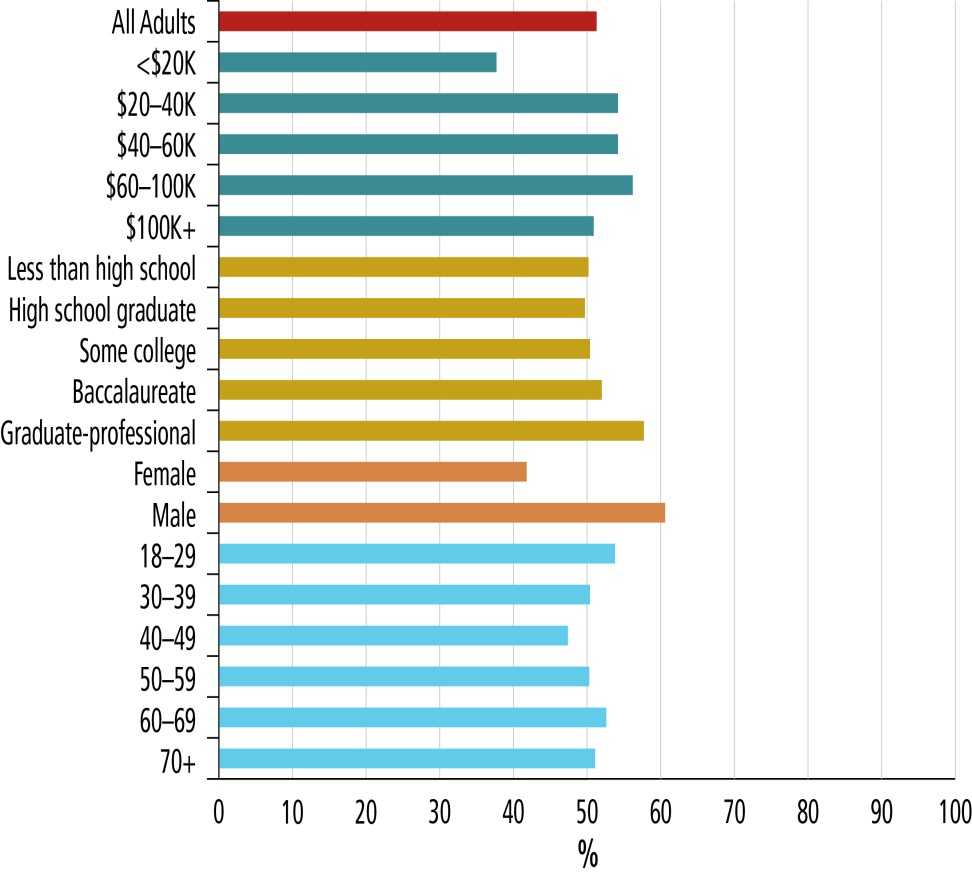 All Adults
<$20K
$20–40K
$40–60K
$60–100K
$100K+
Less than high school
High school graduate
Some college
Baccalaureate
Graduate-professional
Female
Male
18–29
30–39
40–49
50–59
60–69
70+
0 10 20 30 40 50 60 70 80 90 100
%